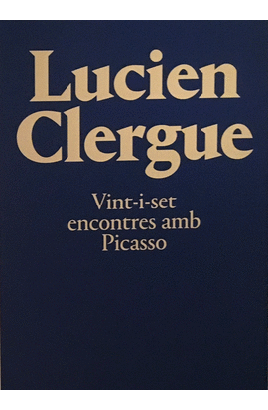 Lucien
Clergue
Vint-i-set
encontres amb
Picasso